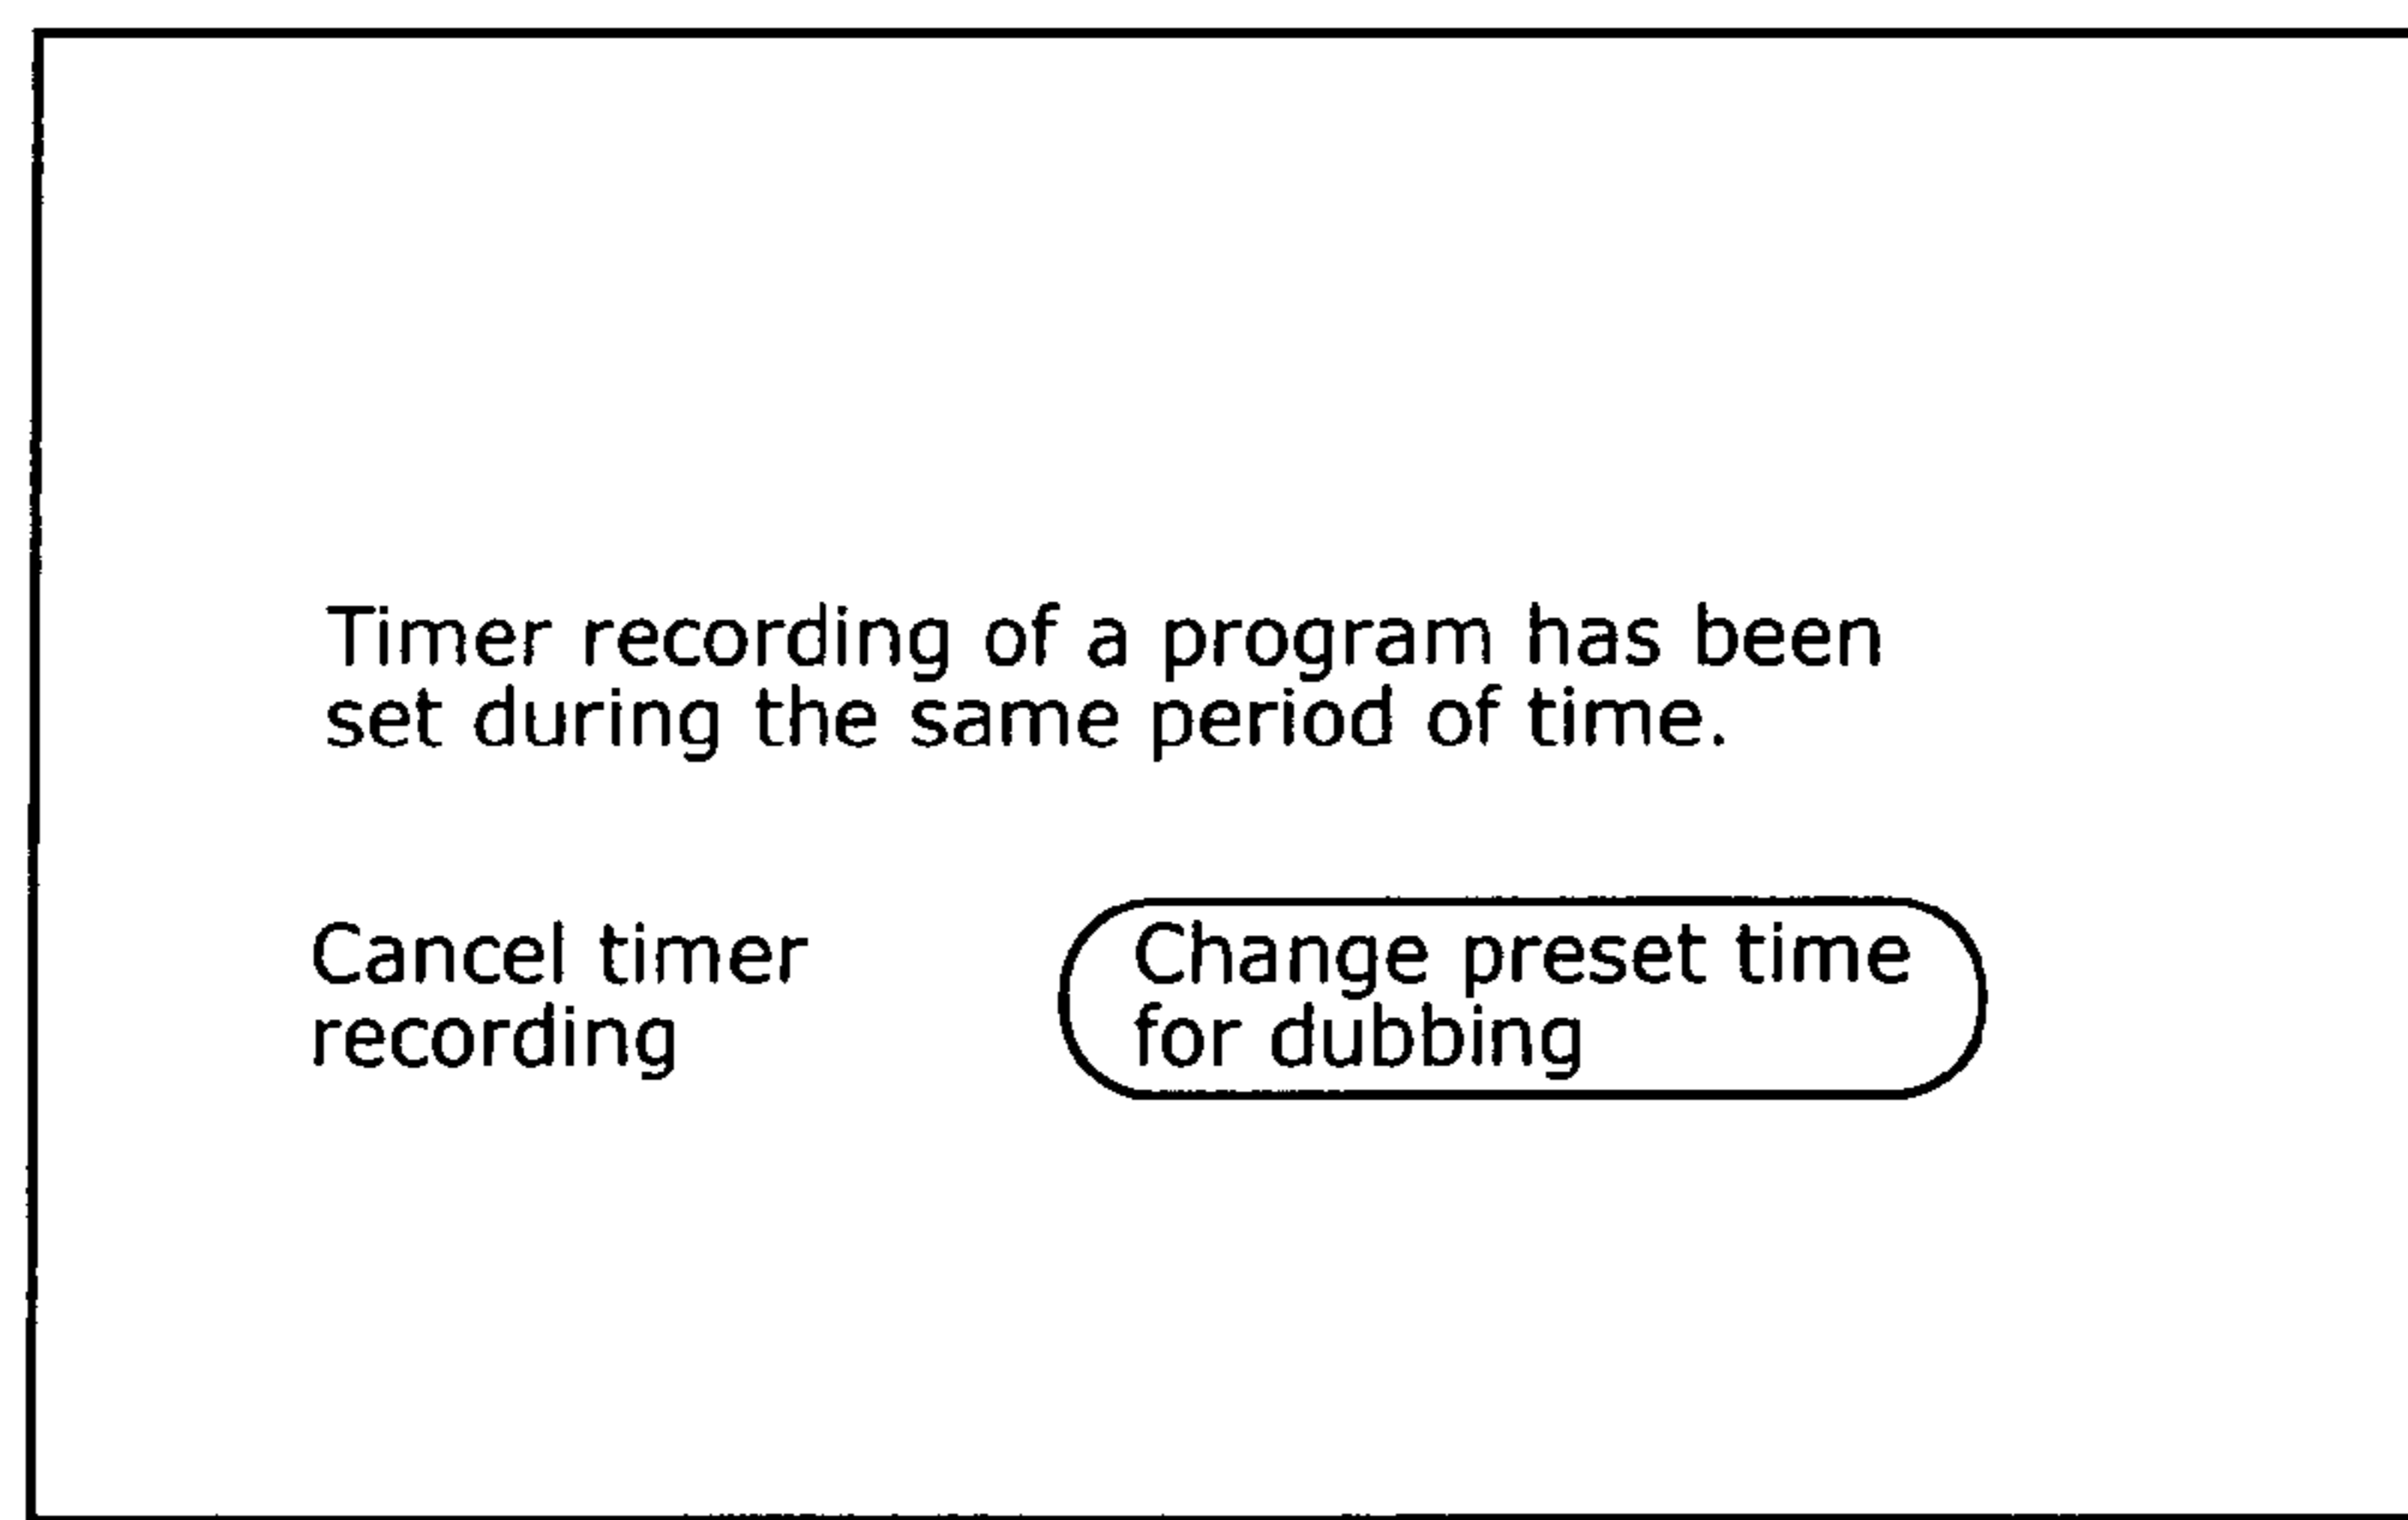 Timer recording of a program has been
set during the same period of time.
Cancel timer
recording
Change preset time
for dubbing